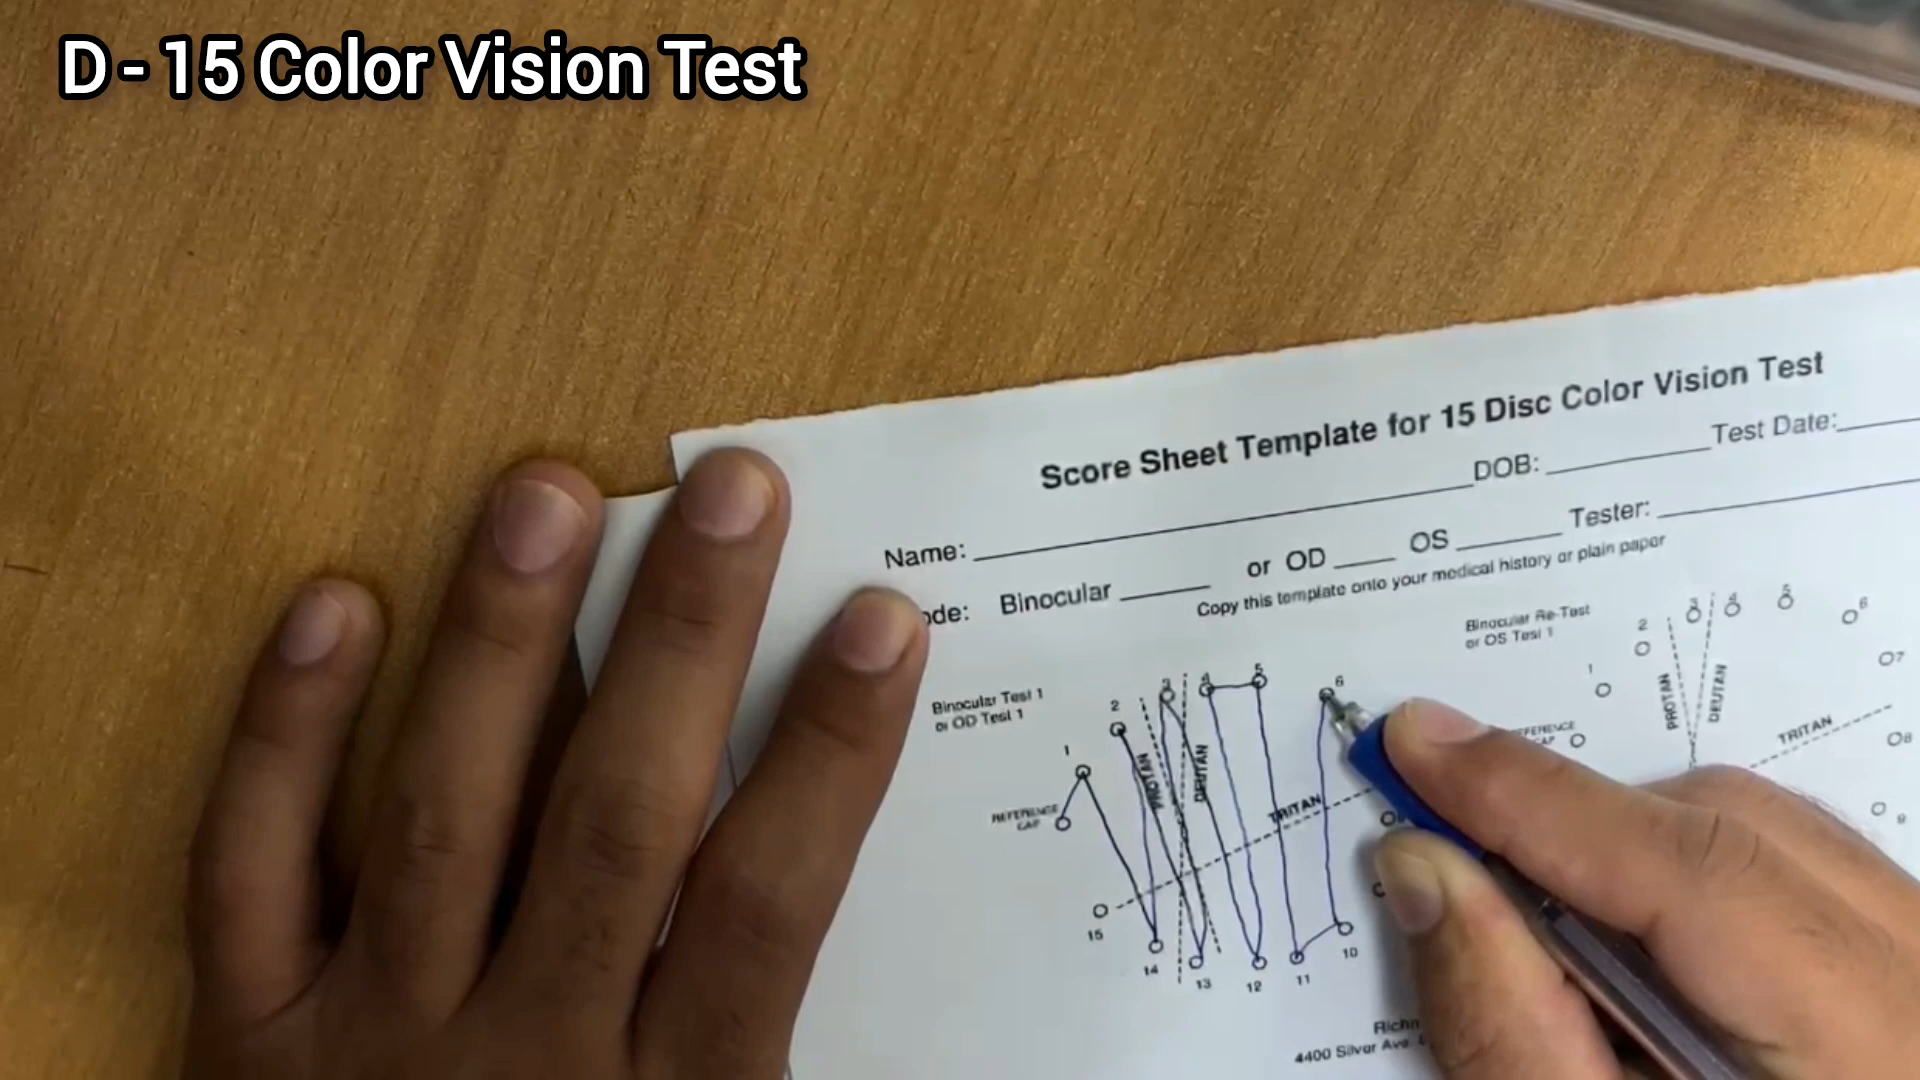 D - 15 Color Vision Test
Score Sheet Template for 15 Disc Color Vision Test
Name: DOB: Test Date:
ode: Binocular or OD OS Tester:
Copy this template onto your medical history or plain paper
Binocular Test 1
or OD Test 1
REFERENCE
CAP
1
2
3
4
5
6
PROTAN
DEUTAN
TRITAN
15
14
13
12
11
10
Binocular Re-Test
or OS Test 1
1
2
3
4
5
6
7
8
9
PROTAN
DEUTAN
TRITAN
EFERENCE
CAP
Richn
4400 Silver Ave.